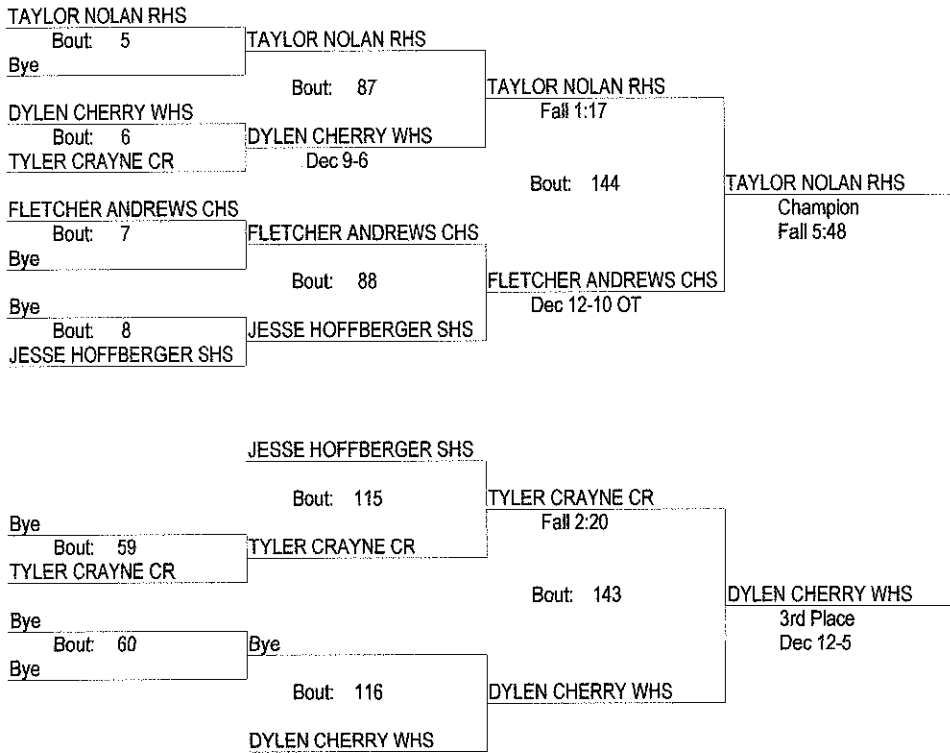 TAYLOR NOLAN RHS
Bout: 5
Bye
TAYLOR NOLAN RHS
Bout: 87
DYLEN CHERRY WHS
Bout: 6
TYLER CRAYNE CR
DYLEN CHERRY WHS
Dec 9-6
TAYLOR NOLAN RHS
Fall 1:17
Bout: 144
FLETCHER ANDREWS CHS
Bout: 7
Bye
FLETCHER ANDREWS CHS
Bout: 88
Bye
Bout: 8
JESSE HOFFBERGER SHS
JESSE HOFFBERGER SHS
FLETCHER ANDREWS CHS
Dec 12-10 OT
TAYLOR NOLAN RHS
Champion
Fall 5:48
JESSE HOFFBERGER SHS
Bout: 115
Bye
Bout: 59
TYLER CRAYNE CR
TYLER CRAYNE CR
TYLER CRAYNE CR
Fall 2:20
Bout: 143
Bye
Bout: 60
Bye
Bye
Bout: 116
DYLEN CHERRY WHS
DYLEN CHERRY WHS
DYLEN CHERRY WHS
3rd Place
Dec 12-5